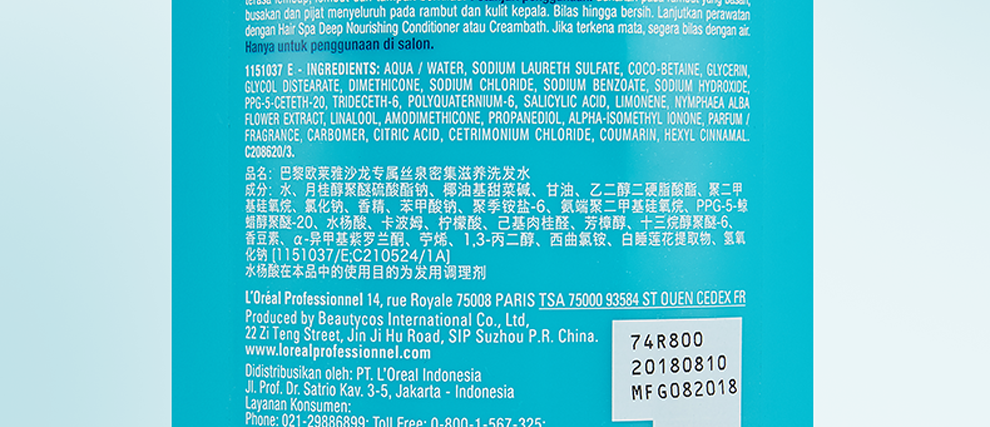 busakan dan pijat menyeluruh pada rambut dan kulit kepala. Bilas hingga bersih. Lanjutkan perawatan
dengan Hair Spa Deep Nourishing Conditioner atau Creambath. Jika terkena mata, segera bilas dengan air.
Hanya untuk penggunaan di salon.
1151037 E - INGREDIENTS: AQUA / WATER, SODIUM LAURETH SULFATE, COCO-BETAINE, GLYCERIN,
GLYCOL DISTEARATE, DIMETHICONE, SODIUM CHLORIDE, SODIUM BENZOATE, SODIUM HYDROXIDE,
PPG-5-CETETH-20, TRIDECETH-6, POLYQUATERNIUM-6, SALICYLIC ACID, LIMONENE, NYMPHAEA ALBA
FLOWER EXTRACT, LINALOOL, AMODIMETHICONE, PROPANEDIOL, ALPHA-ISOMETHYL IONONE, PARFUM /
FRAGRANCE, CARBOMER, CITRIC ACID, CETRIMONIUM CHLORIDE, COUMARIN, HEXYL CINNAMAL.
C208620/3.
品名：巴黎欧莱雅沙龙专属丝泉密集滋养洗发水
成分：水、月桂醇聚醚硫酸酯钠、椰油基甜菜碱、甘油、乙二醇二硬脂酸酯、聚二甲
基硅氧烷、氯化钠、香精、苯甲酸钠、聚季铵盐-6、氨端聚二甲基硅氧烷、PPG-5-鲸
蜡醇聚醚-20、水杨酸、卡波姆、柠檬酸、己基肉桂醛、芳樟醇、十三烷醇聚醚-6、
香豆素、α-异甲基紫罗兰酮、苧烯、1,3-丙二醇、西曲氯铵、白睡莲花提取物、氢氧
化钠 [1151037/E;C210524/1A]
水杨酸在本品中的使用目的为发用调理剂
L'Oréal Professionnel 14, rue Royale 75008 PARIS TSA 75000 93584 ST OUEN CEDEX FR
Produced by Beautycos International Co., Ltd,
22 Zi Teng Street, Jin Ji Hu Road, SIP Suzhou P.R. China.
www.lorealprofessionnel.com
74R800
20180810
MFG082018
Didistribusikan oleh: PT. L'Oreal Indonesia
Jl. Prof. Dr. Satrio Kav. 3-5, Jakarta - Indonesia
Layanan Konsumen:
Phone: 021-29886899; Toll Free: 0-800-1-567-325;